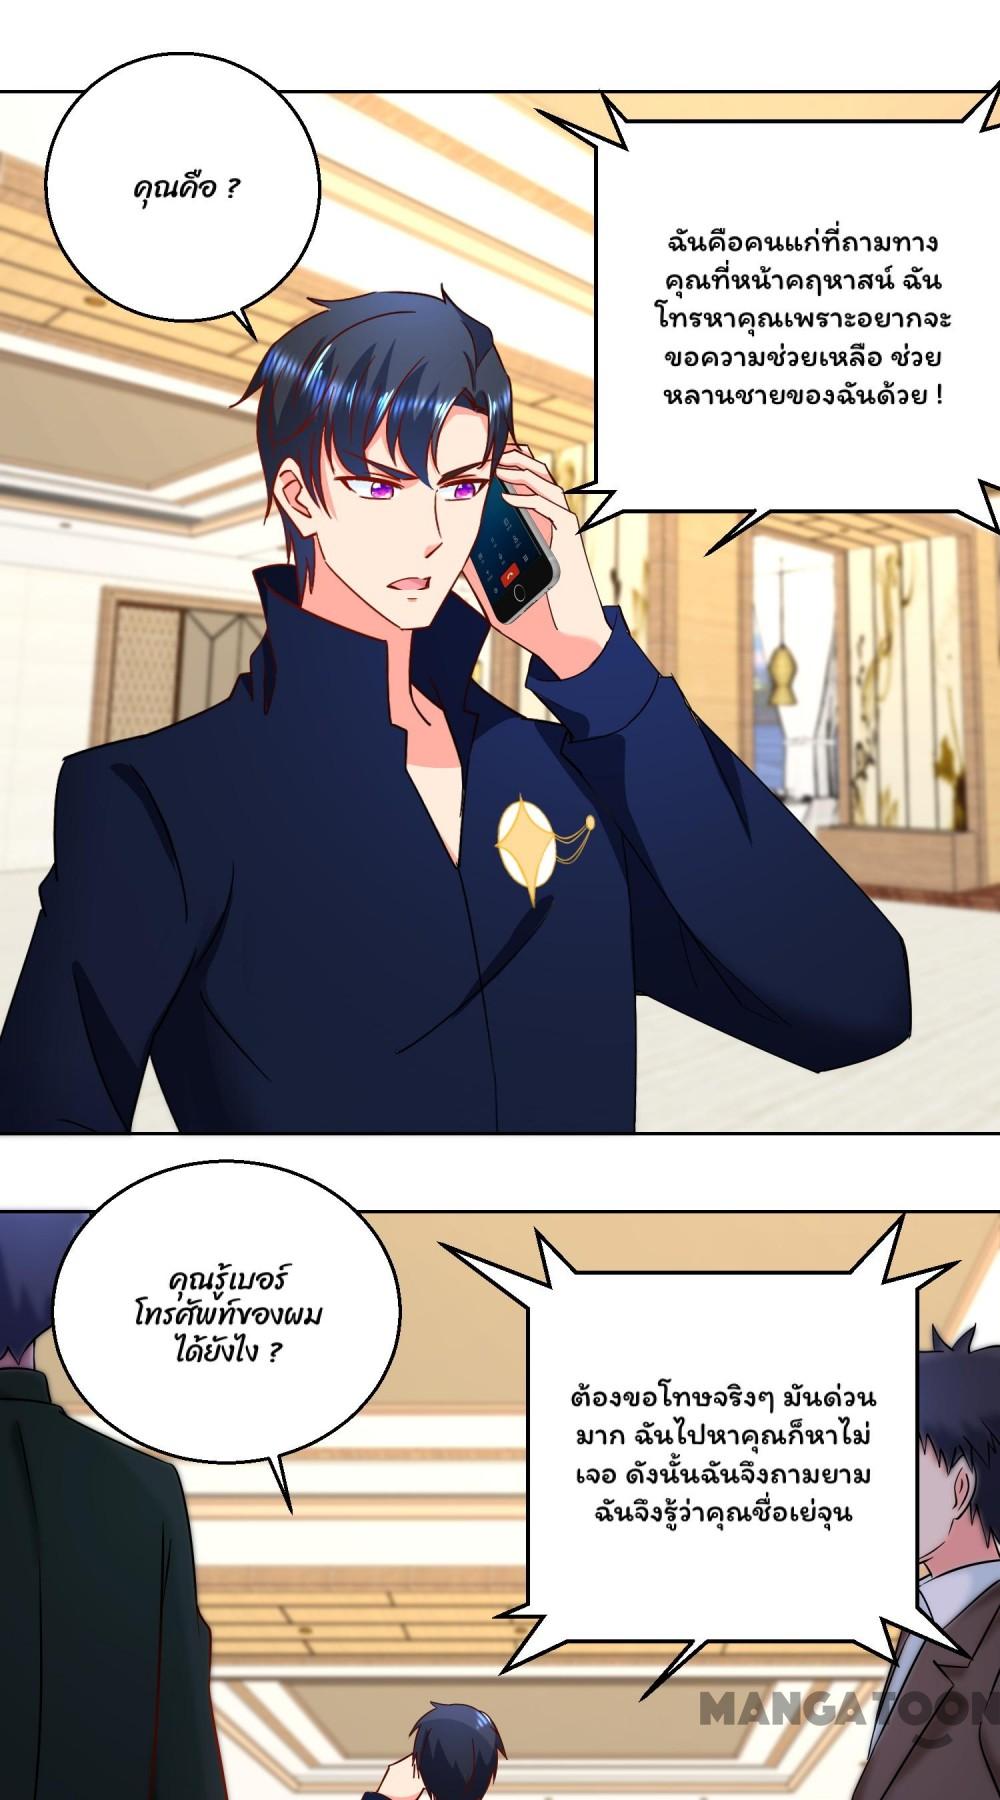 คุณคือ ?
ฉันคือคนแก่ที่ถามทาง
คุณที่หน้าคฤหาสน์ ฉัน
โทรหาคุณเพราะอยากจะ
ขอความช่วยเหลือ ช่วย
หลานชายของฉันด้วย !
คุณรู้เบอร์
โทรศัพท์ของผม
ได้ยังไง ?
ต้องขอโทษจริงๆ มันด่วน
มาก ฉันไปหาคุณก็หาไม่
เจอ ดังนั้นฉันจึงถามยาม
ฉันจึงรู้ว่าคุณชื่อเย่จุน
MANGATOON